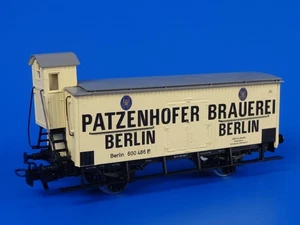 PATZENHOFER BRAUEREI
BERLIN BERLIN
Berlin 600 486 P